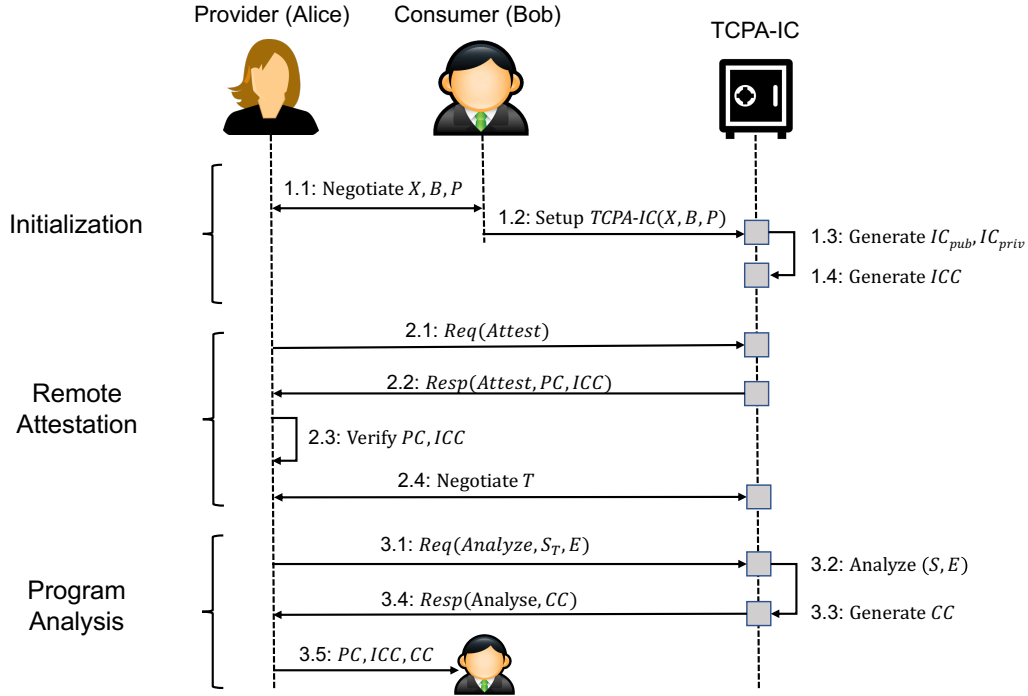 Provider (Alice)
Consumer (Bob)
TCPA-IC
Initialization
1.1: Negotiate X, B, P
1.2: Setup TCPA-IC(X, B, P)
1.3: Generate IC_pub, IC_priv
1.4: Generate ICC
Remote
Attestation
2.1: Req(Attest)
2.2: Resp(Attest, PC, ICC)
2.3: Verify PC, ICC
2.4: Negotiate T
Program
Analysis
3.1: Req(Analyze, S_T, E)
3.2: Analyze (S, E)
3.3: Generate CC
3.4: Resp(Analyse, CC)
3.5: PC, ICC, CC